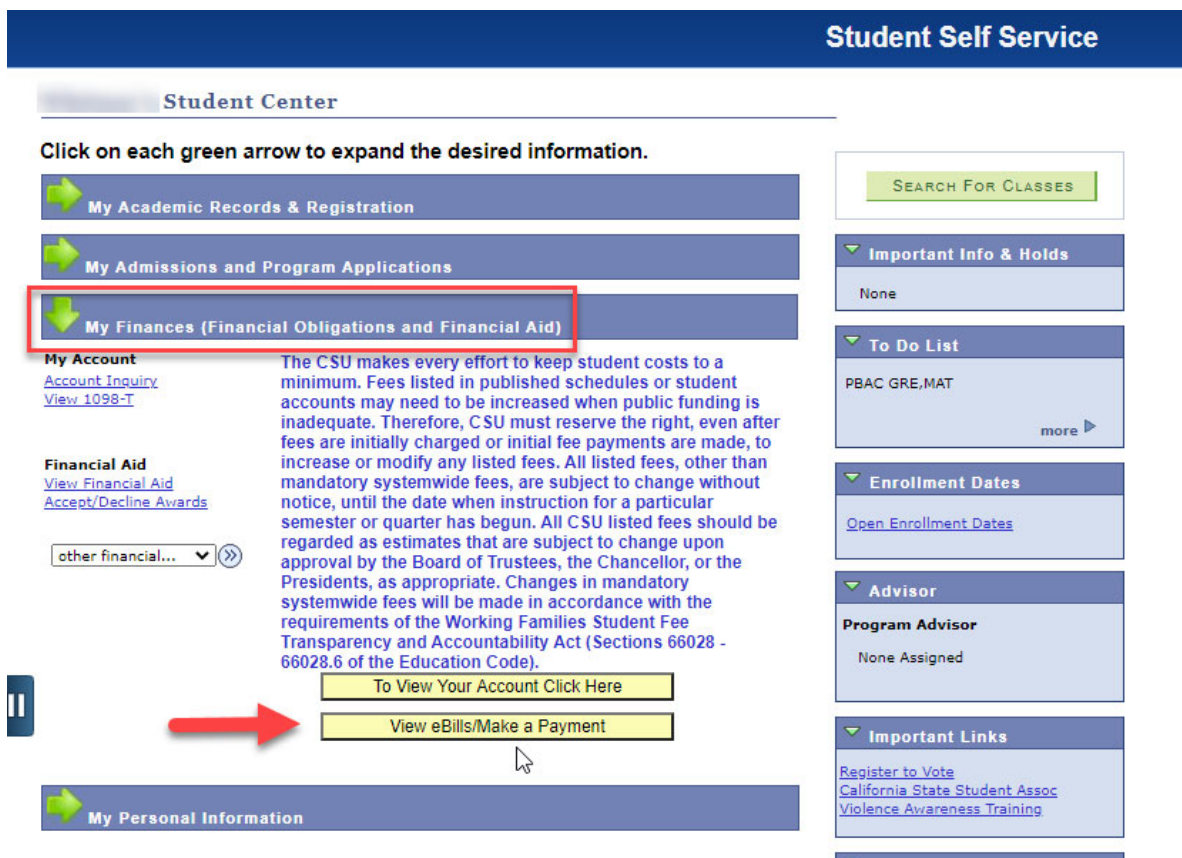 Student Self Service
Student Center
Click on each green arrow to expand the desired information.
My Academic Records & Registration
My Admissions and Program Applications
My Finances (Financial Obligations and Financial Aid)
My Account
Account Inquiry
View 1098-T
Financial Aid
View Financial Aid
Accept/Decline Awards
other financial...
The CSU makes every effort to keep student costs to a
minimum. Fees listed in published schedules or student
accounts may need to be increased when public funding is
inadequate. Therefore, CSU must reserve the right, even after
fees are initially charged or initial fee payments are made, to
increase or modify any listed fees. All listed fees, other than
mandatory systemwide fees, are subject to change without
notice, until the date when instruction for a particular
semester or quarter has begun. All CSU listed fees should be
regarded as estimates that are subject to change upon
approval by the Board of Trustees, the Chancellor, or the
Presidents, as appropriate. Changes in mandatory
systemwide fees will be made in accordance with the
requirements of the Working Families Student Fee
Transparency and Accountability Act (Sections 66028 -
66028.6 of the Education Code).
To View Your Account Click Here
View eBills/Make a Payment
My Personal Information
SEARCH FOR CLASSES
Important Info & Holds
None
To Do List
PBAC GRE,MAT
more
Enrollment Dates
Open Enrollment Dates
Advisor
Program Advisor
None Assigned
Important Links
Register to Vote
California State Student Assoc
Violence Awareness Training